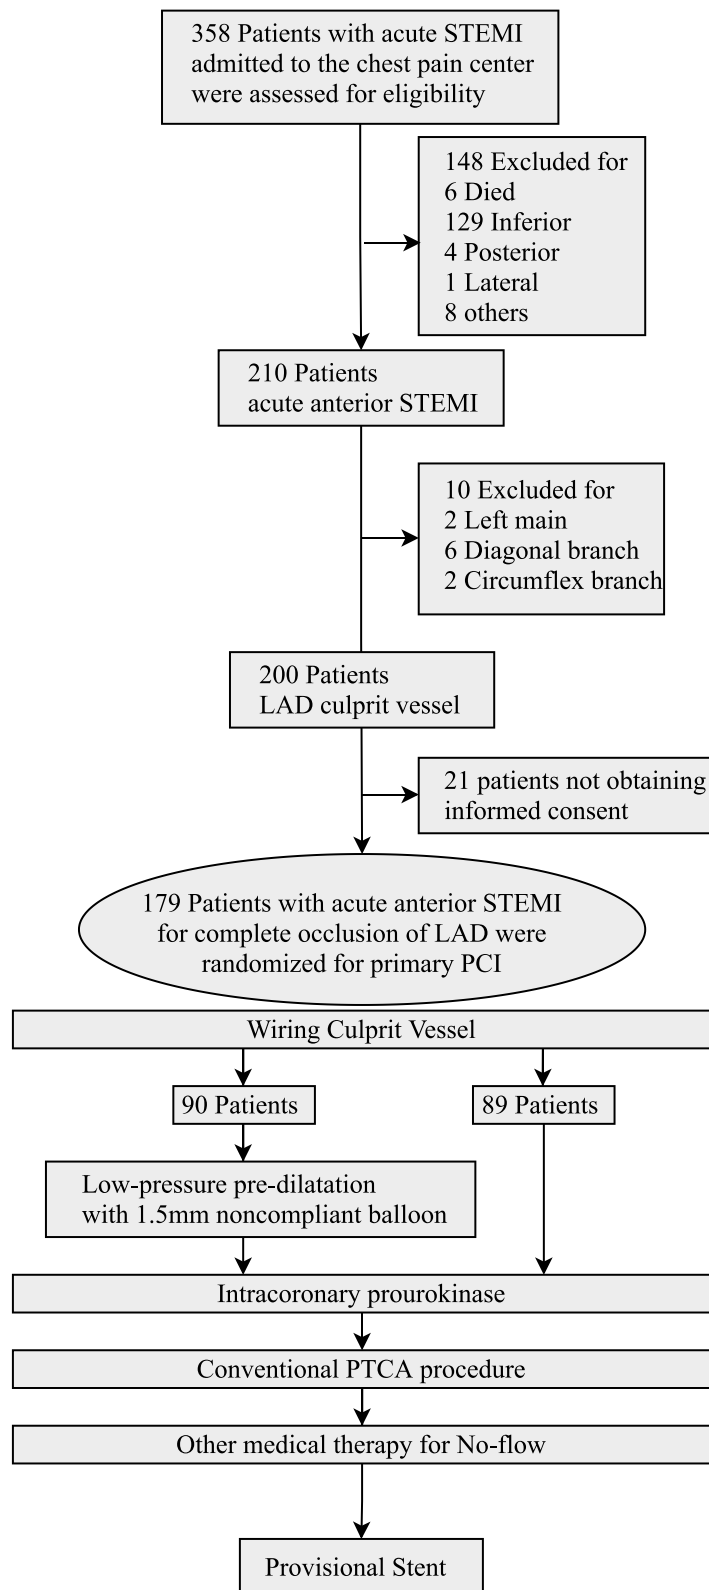 358 Patients with acute STEMI
admitted to the chest pain center
were assessed for eligibility
148 Excluded for
6 Died
129 Inferior
4 Posterior
1 Lateral
8 others
210 Patients
acute anterior STEMI
10 Excluded for
2 Left main
6 Diagonal branch
2 Circumflex branch
200 Patients
LAD culprit vessel
21 patients not obtaining
informed consent
179 Patients with acute anterior STEMI
for complete occlusion of LAD were
randomized for primary PCI
Wiring Culprit Vessel
90 Patients
89 Patients
Low-pressure pre-dilatation
with 1.5mm noncompliant balloon
Intracoronary prourokinase
Conventional PTCA procedure
Other medical therapy for No-flow
Provisional Stent